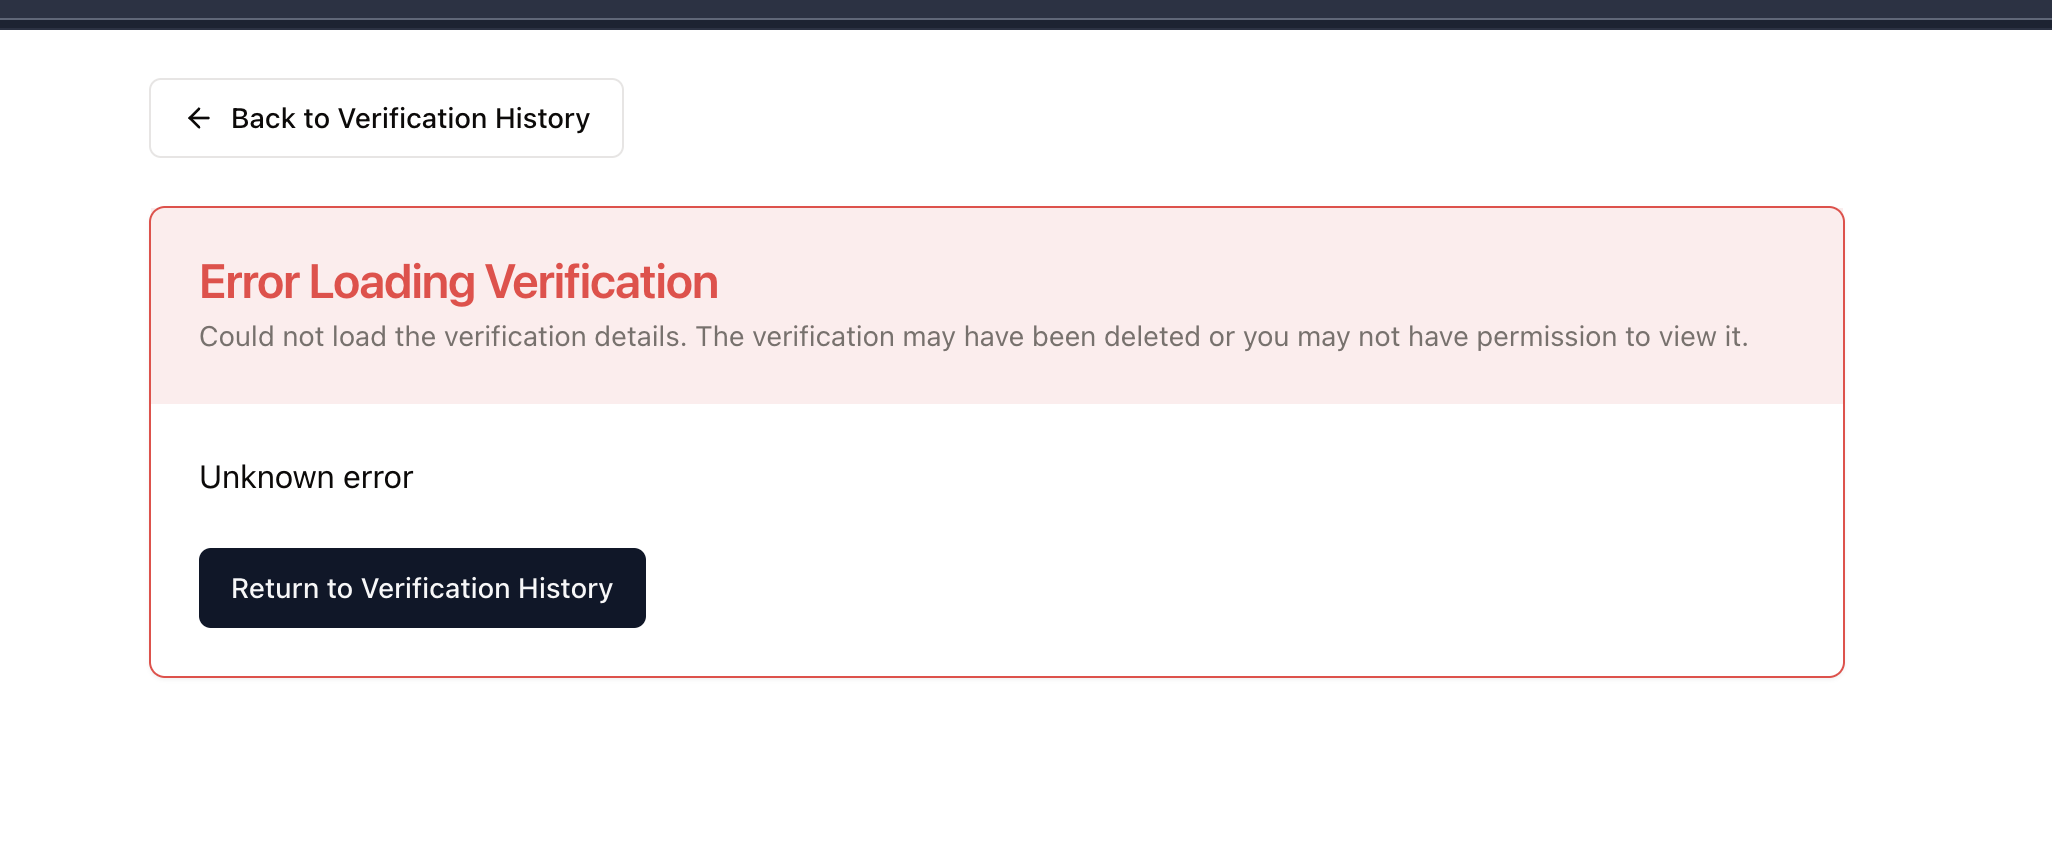 Back to Verification History
Error Loading Verification
Could not load the verification details. The verification may have been deleted or you may not have permission to view it.
Unknown error
Return to Verification History